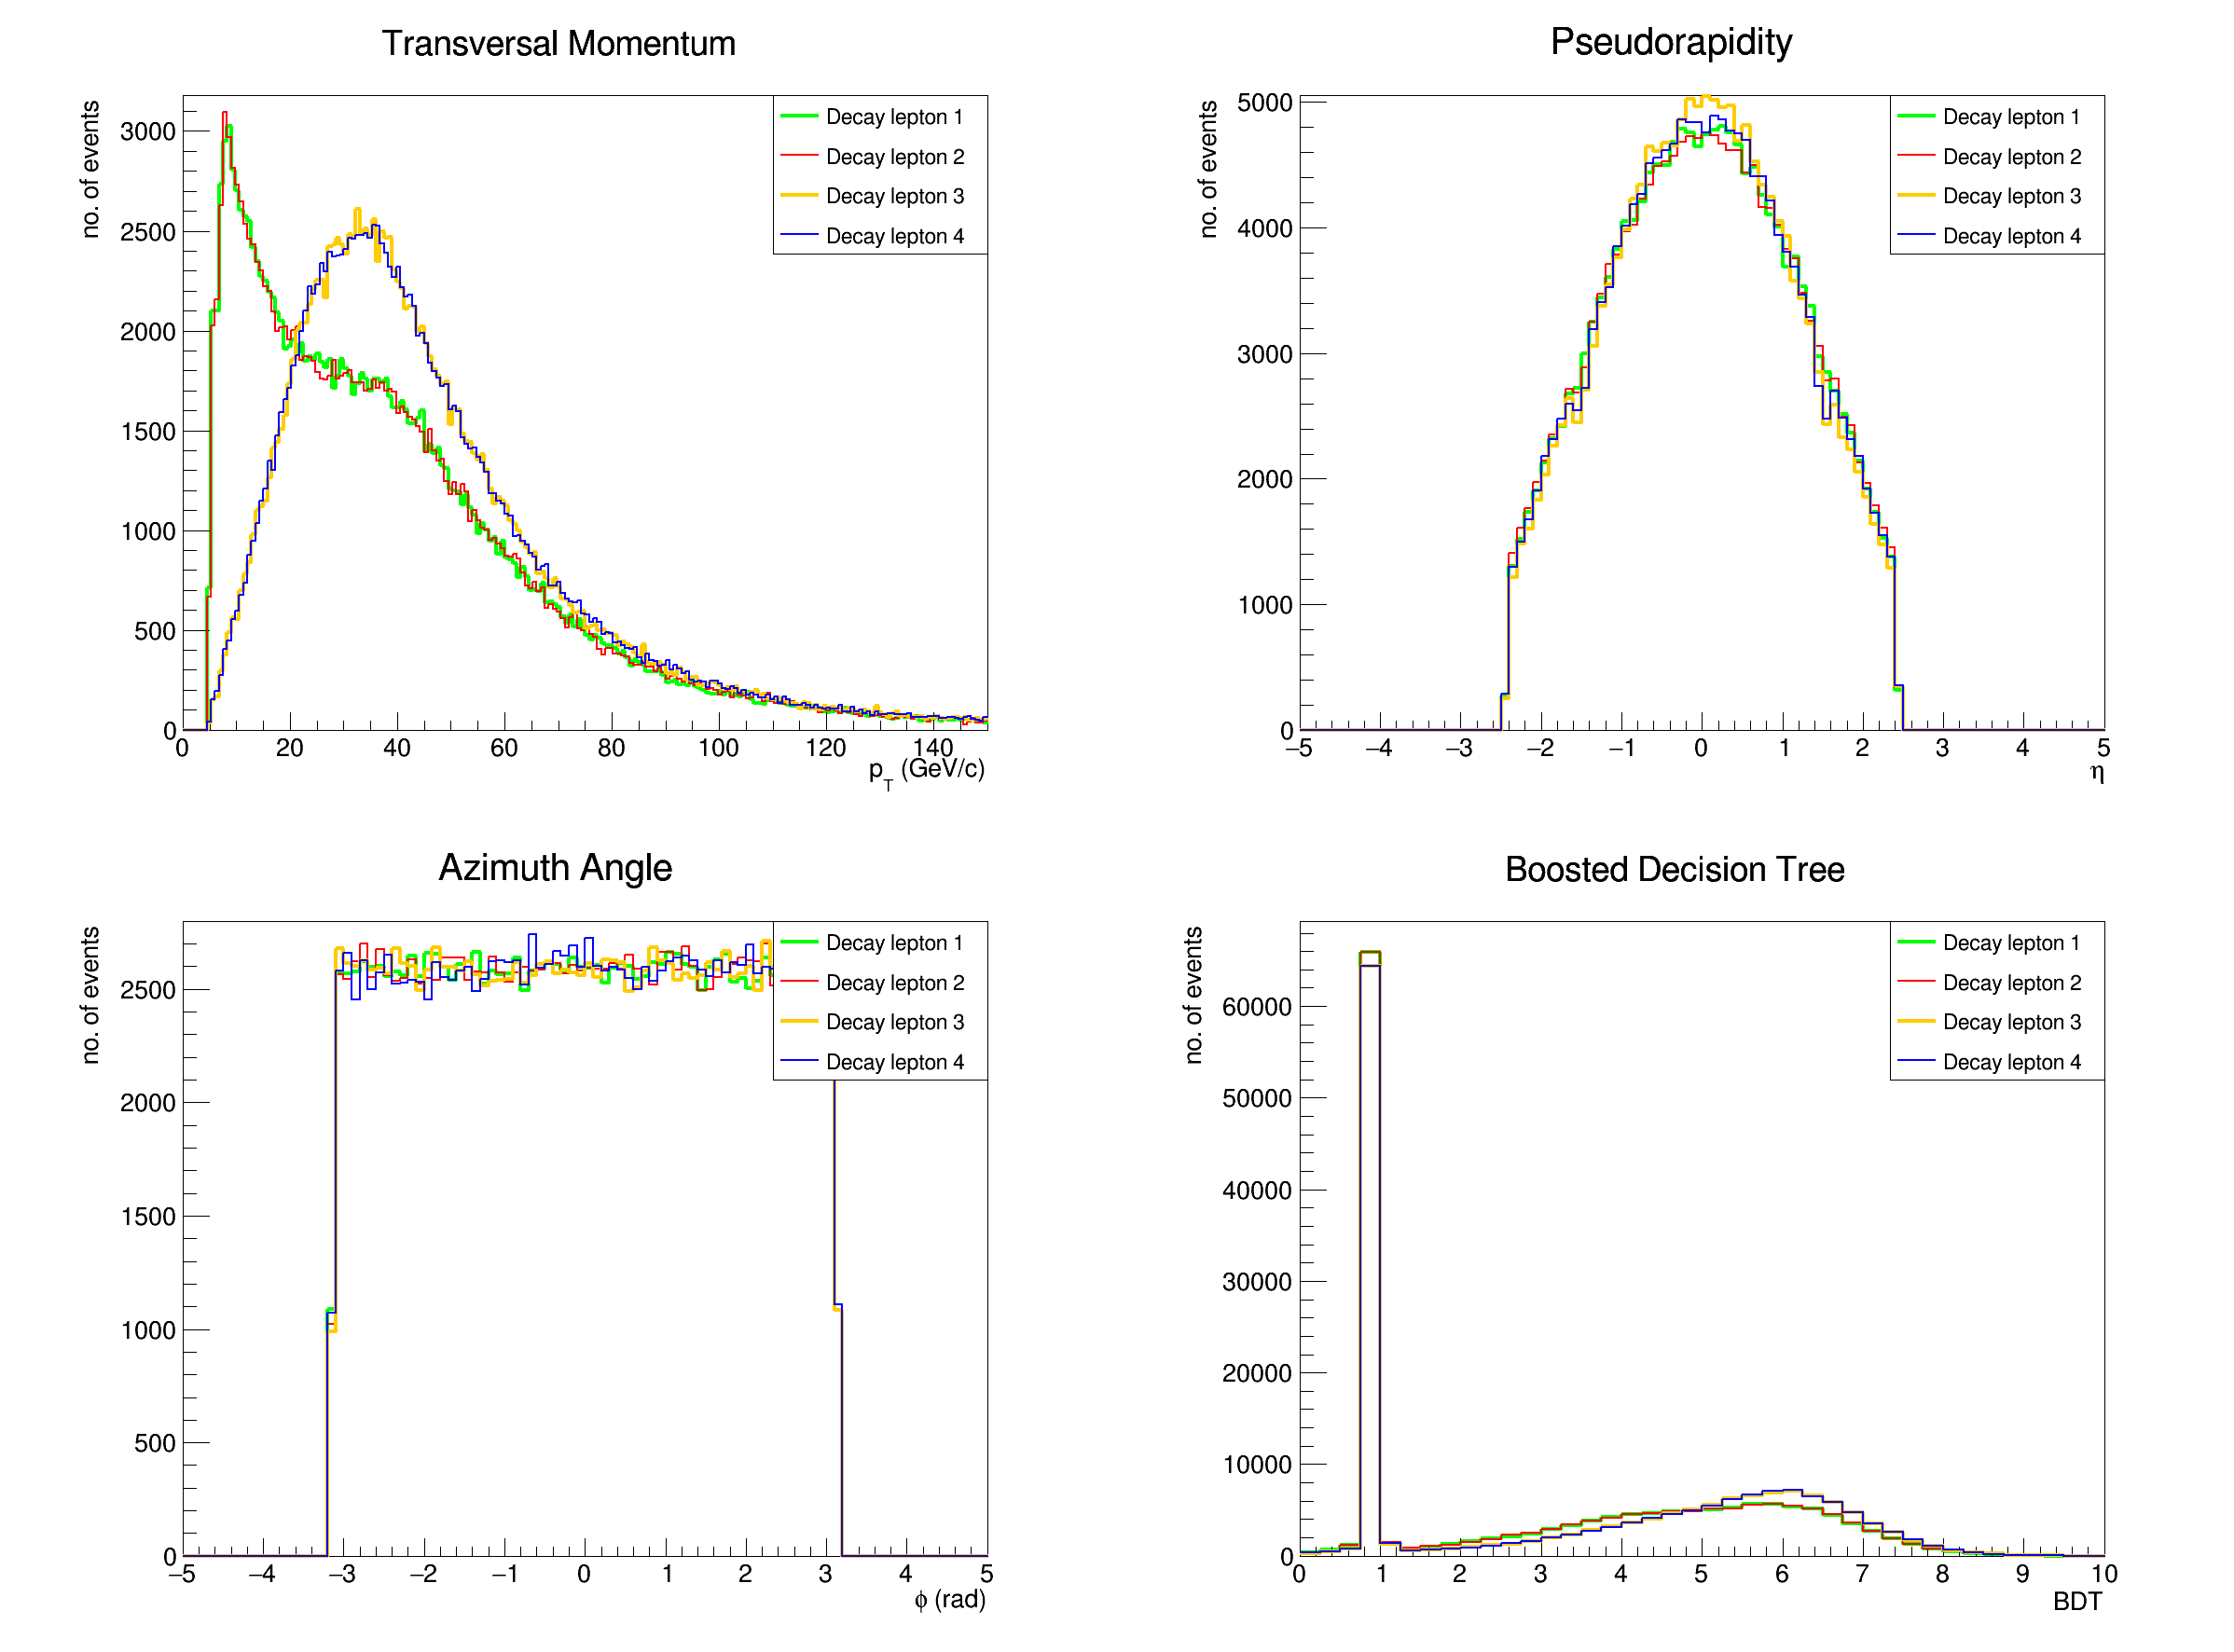 Transversal Momentum
no. of events
3000
2500
2000
1500
1000
500
0
0 20 40 60 80 100 120 140
p_T (GeV/c)
Decay lepton 1
Decay lepton 2
Decay lepton 3
Decay lepton 4
Pseudorapidity
no. of events
5000
4000
3000
2000
1000
0
−5 −4 −3 −2 −1 0 1 2 3 4 5
η
Decay lepton 1
Decay lepton 2
Decay lepton 3
Decay lepton 4
Azimuth Angle
no. of events
2500
2000
1500
1000
500
0
−5 −4 −3 −2 −1 0 1 2 3 4 5
ϕ (rad)
Decay lepton 1
Decay lepton 2
Decay lepton 3
Decay lepton 4
Boosted Decision Tree
no. of events
60000
50000
40000
30000
20000
10000
0
0 1 2 3 4 5 6 7 8 9 10
BDT
Decay lepton 1
Decay lepton 2
Decay lepton 3
Decay lepton 4